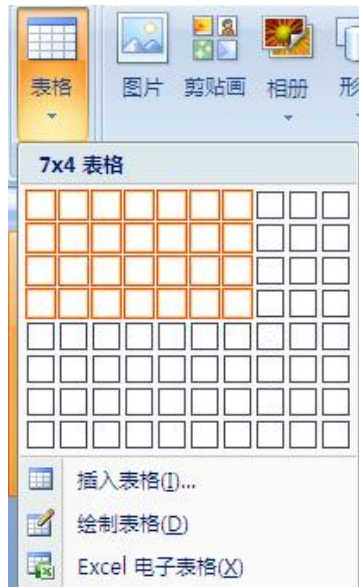 表格 图片 剪贴画 相册
7x4 表格
插入表格(I)...
绘制表格(D)
Excel 电子表格(X)